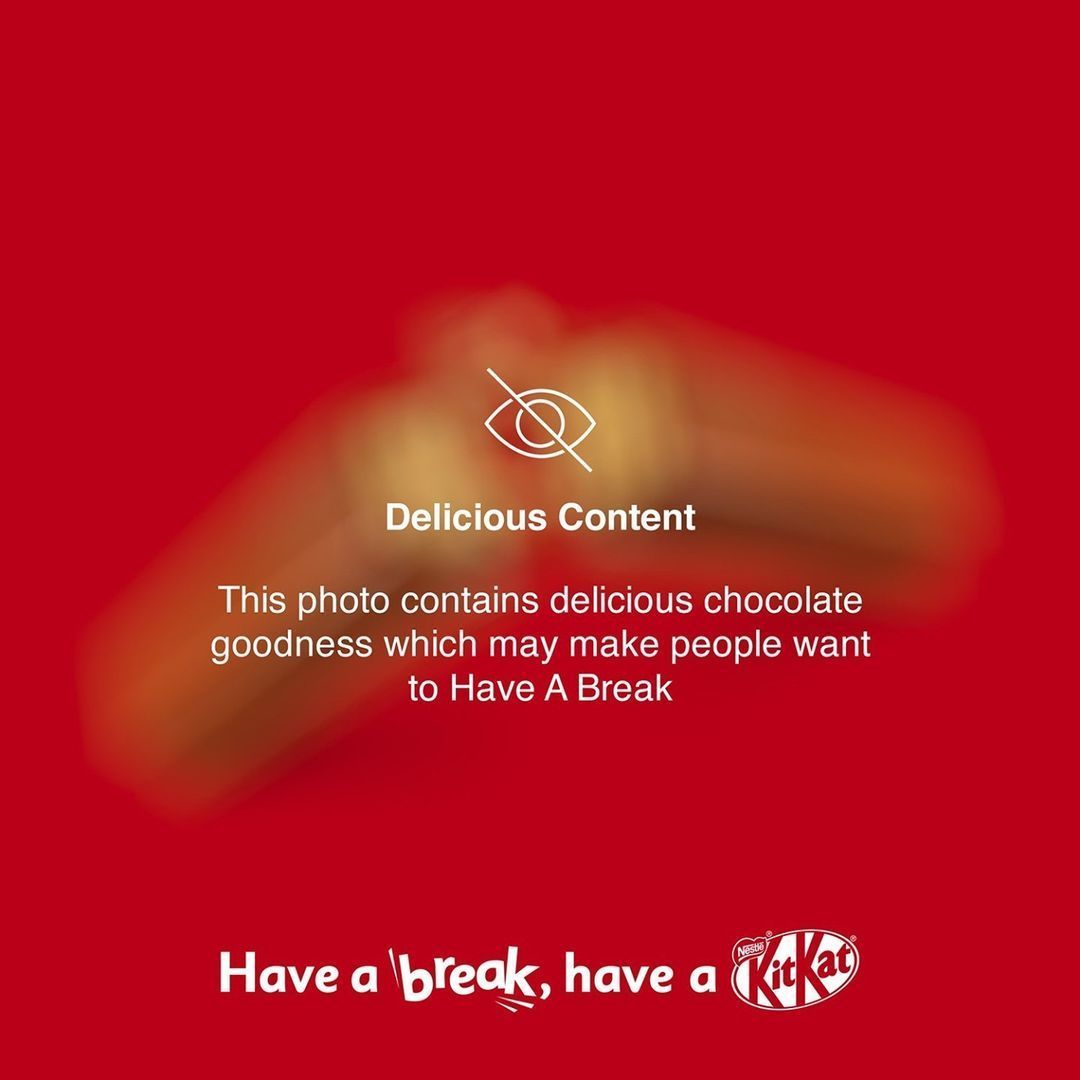 Delicious Content
This photo contains delicious chocolate
goodness which may make people want
to Have A Break
Have a break, have a Nestlé® KitKat®